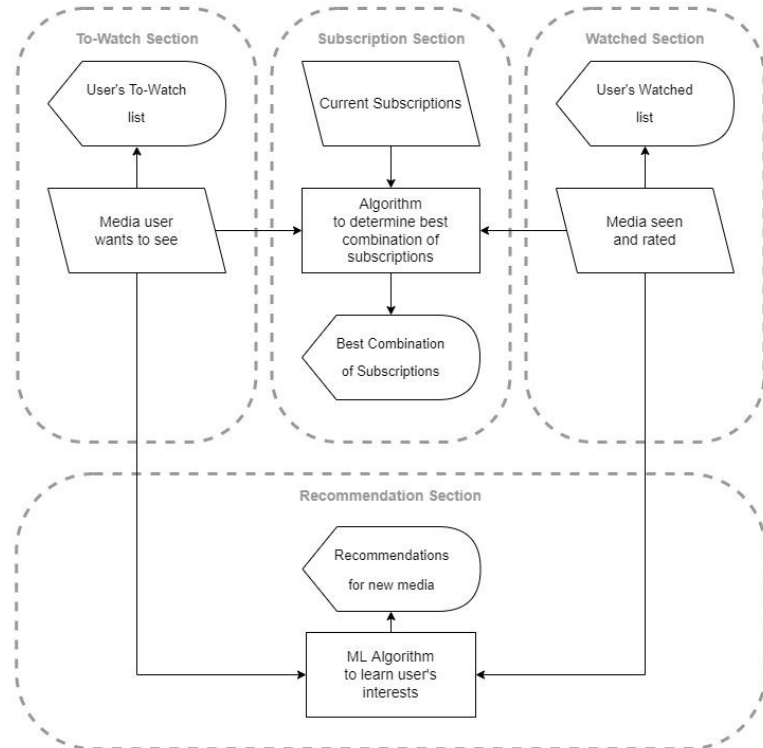 To-Watch Section
Subscription Section
Watched Section
User's To-Watch
list
Current Subscriptions
User's Watched
list
Media user
wants to see
Algorithm
to determine best
combination of
subscriptions
Media seen
and rated
Best Combination
of Subscriptions
Recommendation Section
Recommendations
for new media
ML Algorithm
to learn user's
interests